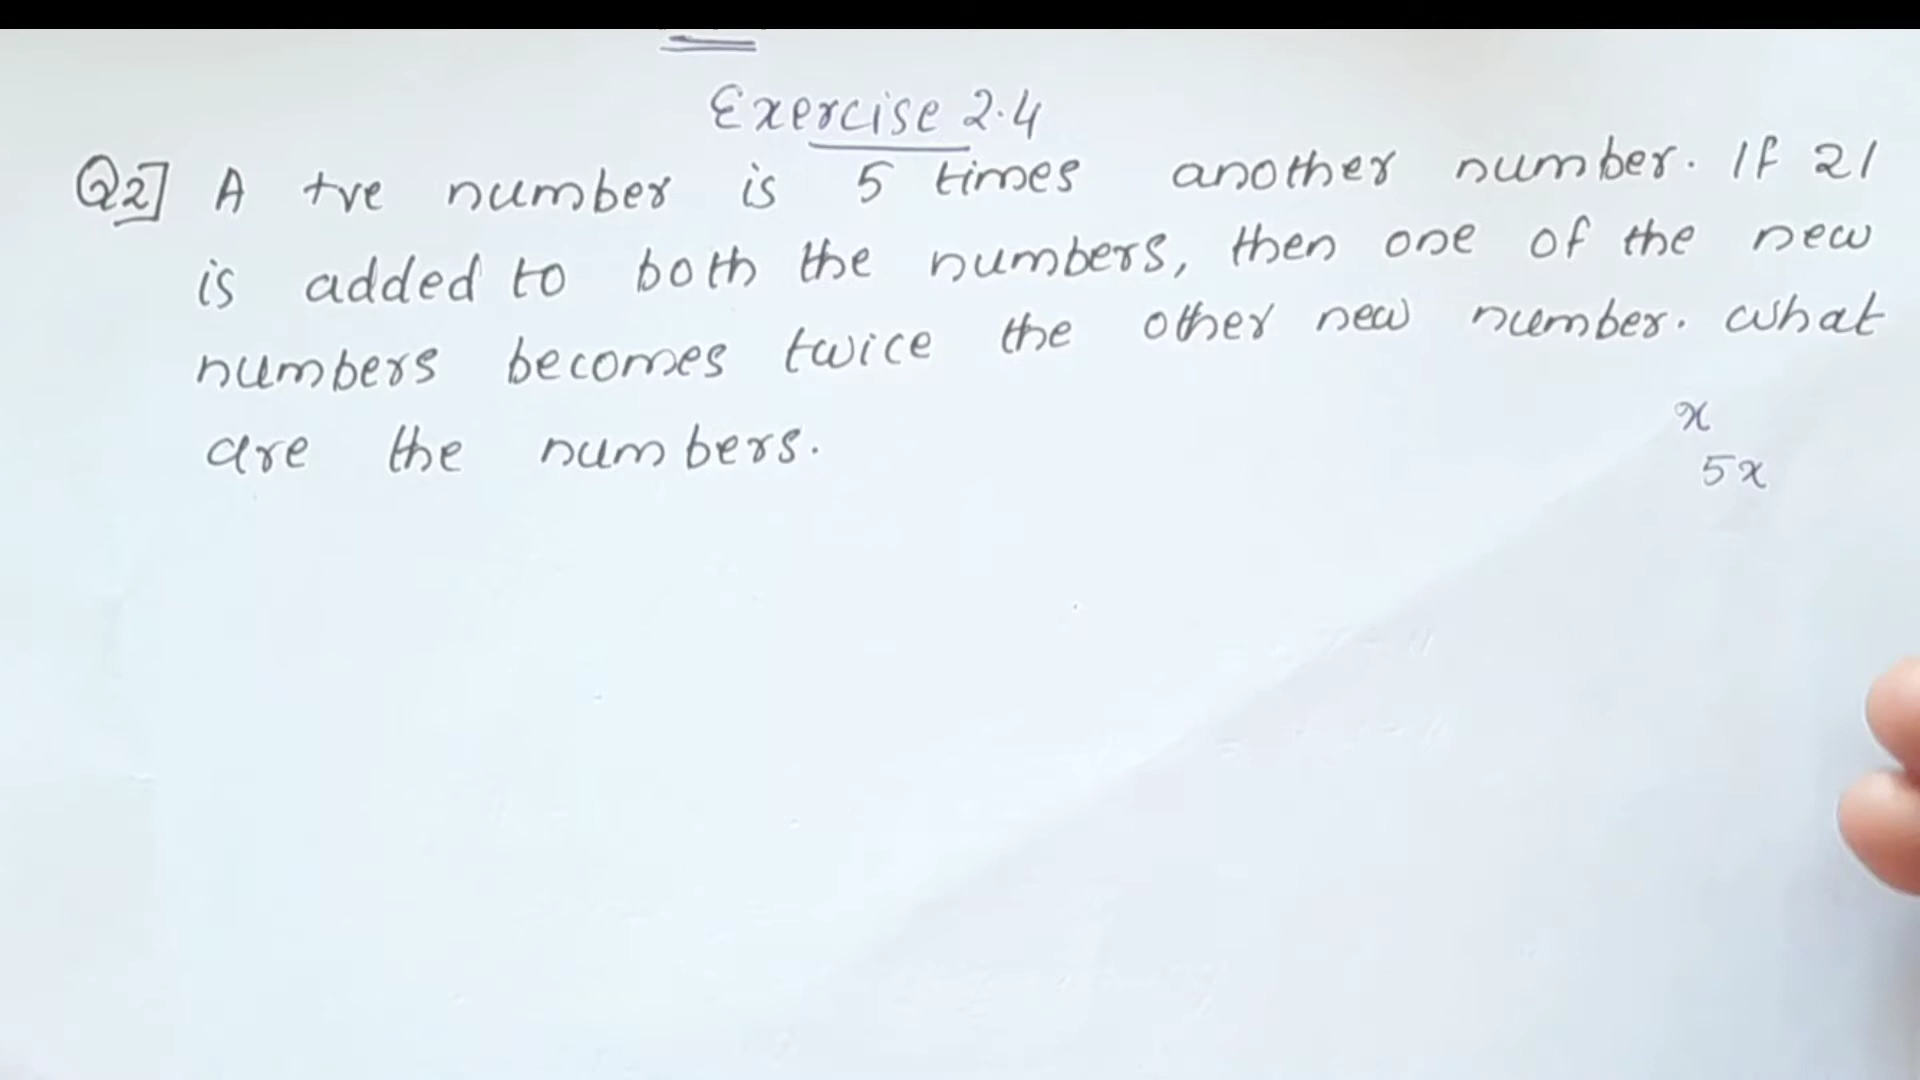 Exercise 2.4
Q2] A +ve number is 5 times another number. If 21
is added to both the numbers, then one of the new
numbers becomes twice the other new number. what
are the numbers.
x
5x